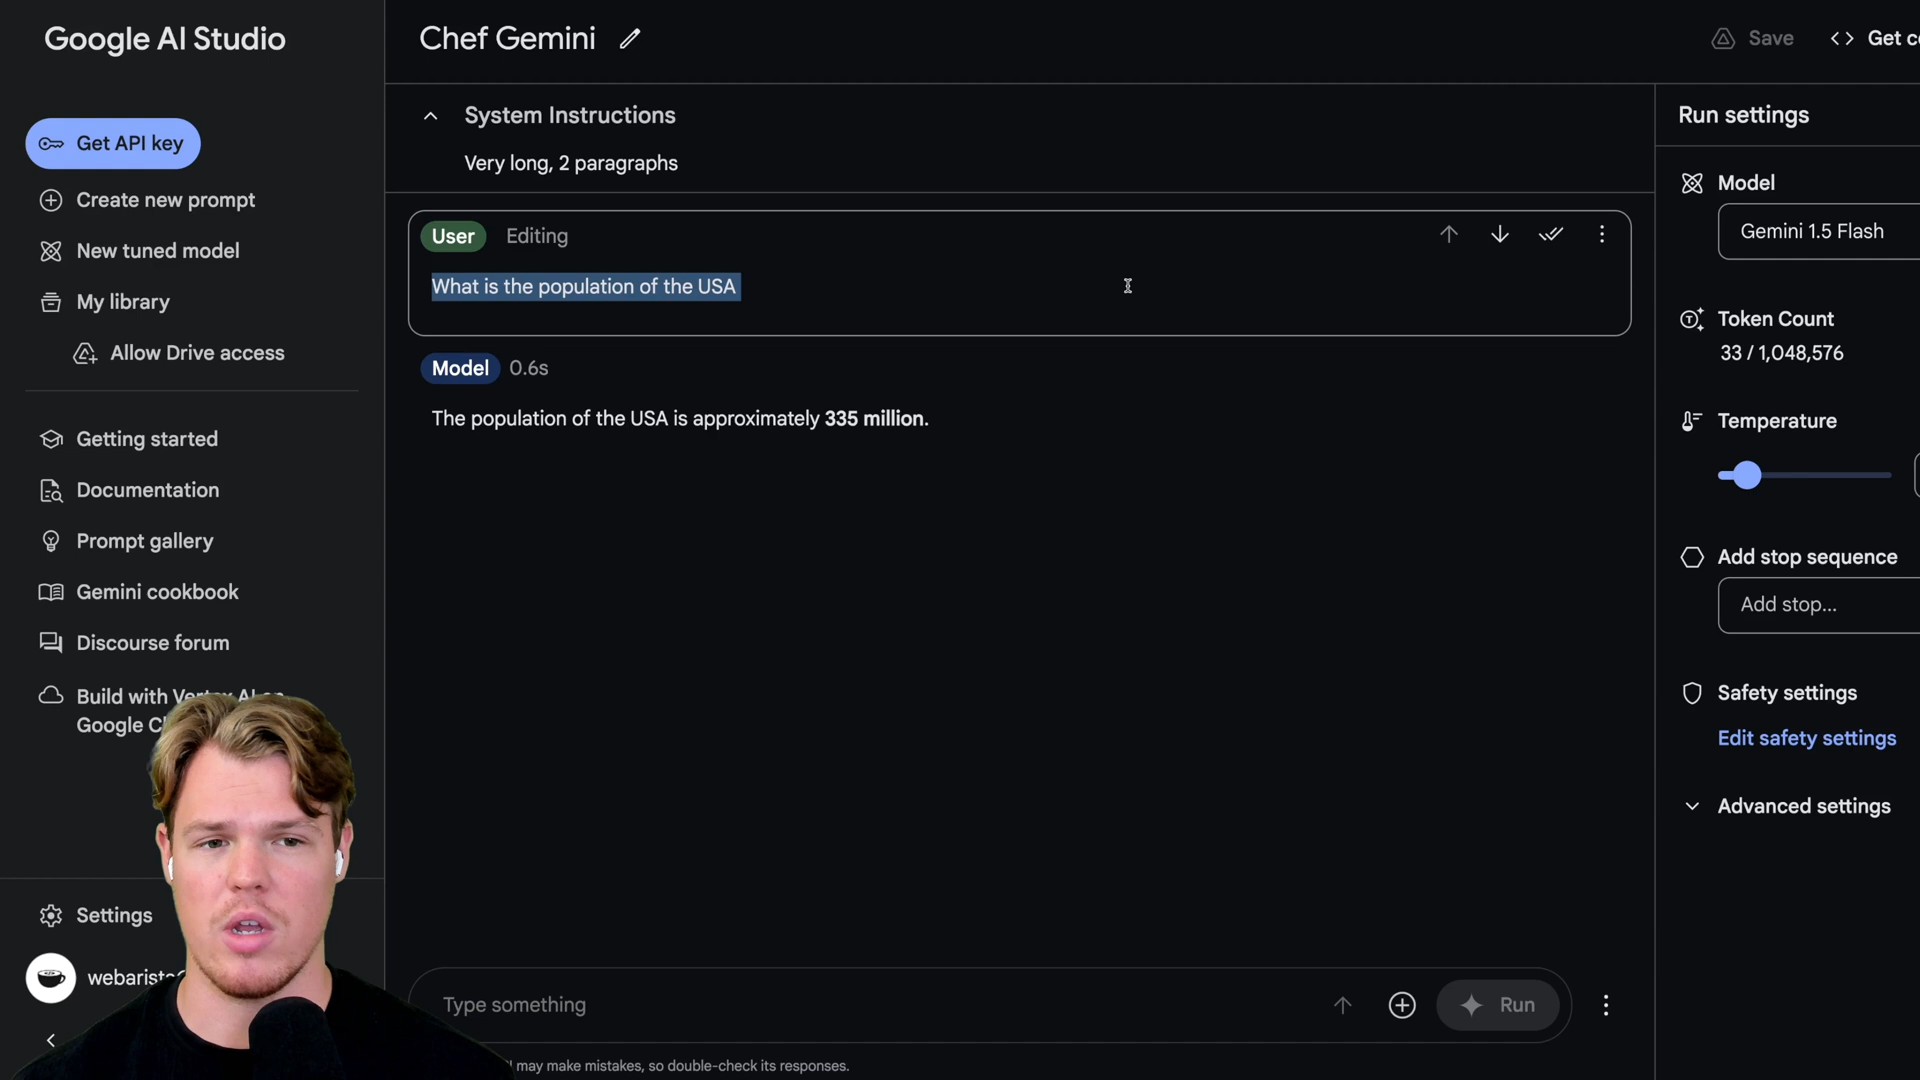 Google AI Studio
Get API key
Create new prompt
New tuned model
My library
Allow Drive access
Getting started
Documentation
Prompt gallery
Gemini cookbook
Discourse forum
Build with Vertex AI on
Google
Settings
Chef Gemini
Save
Get
System Instructions
Very long, 2 paragraphs
User Editing
What is the population of the USA
Model 0.6s
The population of the USA is approximately 335 million.
Type something
Run
may make mistakes, so double-check its responses.
Run settings
Model
Gemini 1.5 Flash
Token Count
33 / 1,048,576
Temperature
Add stop sequence
Add stop...
Safety settings
Edit safety settings
Advanced settings